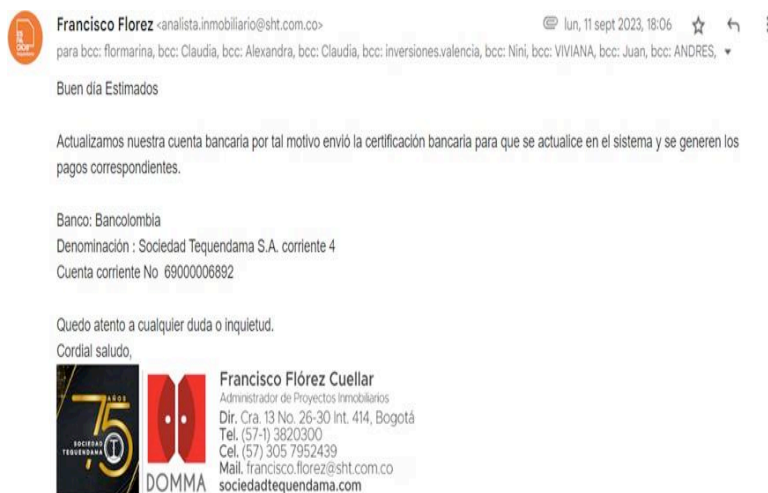 Francisco Florez <analista.inmobiliario@sht.com.co>
lun, 11 sept 2023, 18:06
para bcc: flormarina, bcc: Claudia, bcc: Alexandra, bcc: Claudia, bcc: inversiones.valencia, bcc: Nini, bcc: VIVIANA, bcc: Juan, bcc: ANDRES,
Buen día Estimados
Actualizamos nuestra cuenta bancaria por tal motivo envió la certificación bancaria para que se actualice en el sistema y se generen los
pagos correspondientes.
Banco: Bancolombia
Denominación : Sociedad Tequendama S.A. corriente 4
Cuenta corriente No 69000006892
Quedo atento a cualquier duda o inquietud.
Cordial saludo,
75 AÑOS
SOCIEDAD
TEQUENDAMA
DOMMA
Francisco Flórez Cuellar
Administrador de Proyectos Inmobiliarios
Dir. Cra. 13 No. 26-30 Int. 414, Bogotá
Tel. (57-1) 3820300
Cel. (57) 305 7952439
Mail. francisco.florez@sht.com.co
sociedadtequendama.com